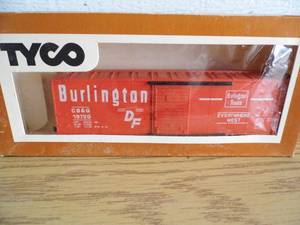 TYCO
Burlington
CB&Q
19720
DF
Burlington
Route
EVERYWHERE
WEST